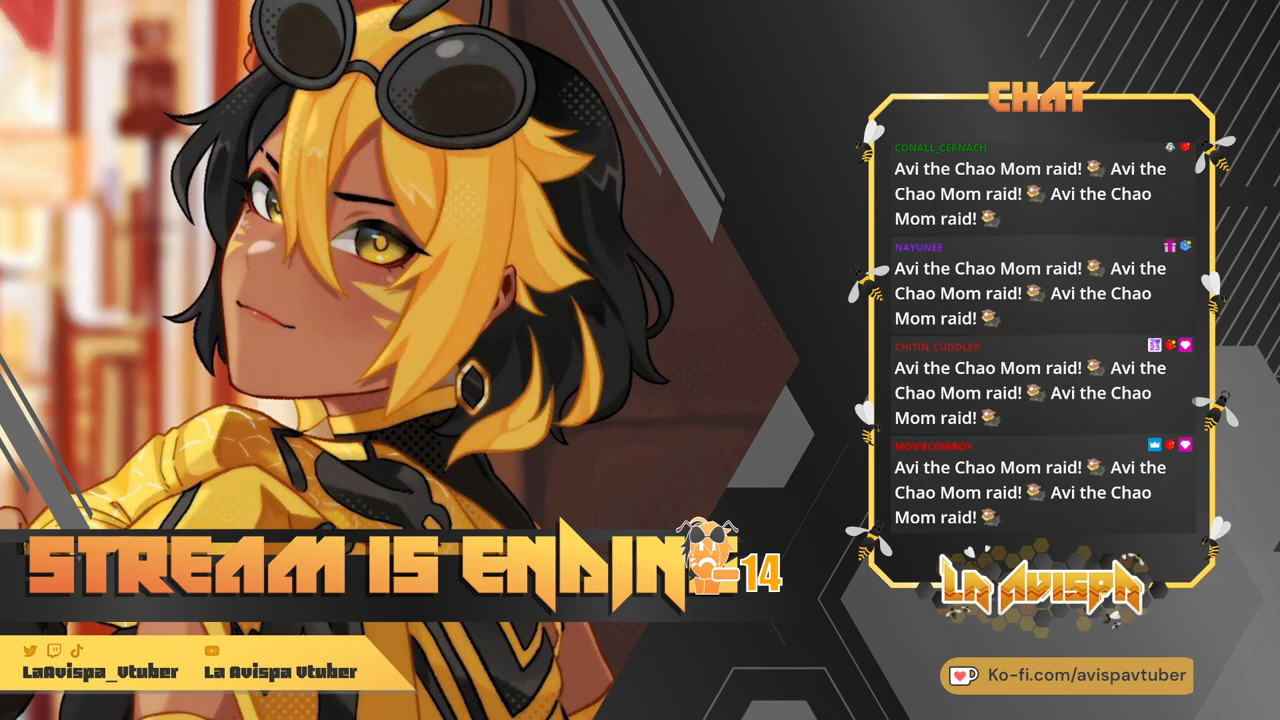 CHAT
CONALL_CERNACH
Avi the Chao Mom raid! Avi the
Chao Mom raid! Avi the Chao
Mom raid!
NAYUNEE
Avi the Chao Mom raid! Avi the
Chao Mom raid! Avi the Chao
Mom raid!
CHITIN_CUDDLER
Avi the Chao Mom raid! Avi the
Chao Mom raid! Avi the Chao
Mom raid!
MOVIECOWBOY
Avi the Chao Mom raid! Avi the
Chao Mom raid! Avi the Chao
Mom raid!
STREAM IS ENDIN
14
LA AVISPA
LaAvispa_Vtuber
La Avispa Vtuber
Ko-fi.com/avispavtuber